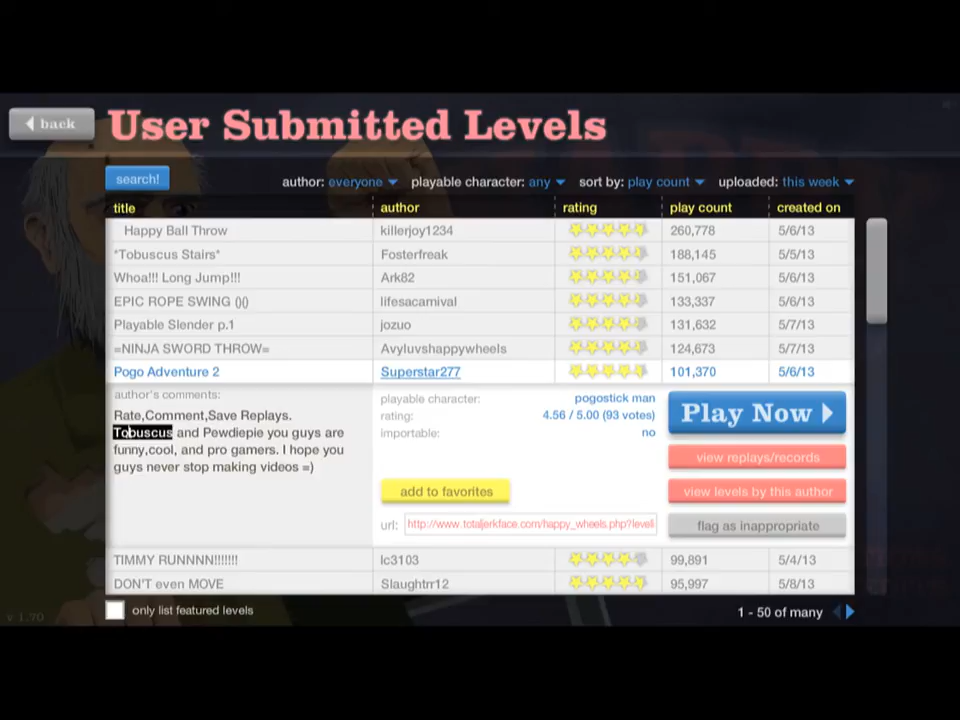 back
User Submitted Levels
search!
author: everyone playable character: any sort by: play count uploaded: this week
title author rating play count created on
Happy Ball Throw killerjoy1234 260,778 5/6/13
*Tobuscus Stairs* Fosterfreak 188,145 5/5/13
Whoa!!! Long Jump!!! Ark82 151,067 5/6/13
EPIC ROPE SWING ()() lifesacarnival 133,337 5/6/13
Playable Slender p.1 jozuo 131,632 5/7/13
=NINJA SWORD THROW= Avyluvshappywheels 124,673 5/7/13
Pogo Adventure 2 Superstar277 101,370 5/6/13
author's comments:
Rate,Comment,Save Replays.
Tobuscus and Pewdiepie you guys are
funny,cool, and pro gamers. I hope you
guys never stop making videos =)
playable character: pogostick man
rating: 4.56 / 5.00 (93 votes)
importable: no
add to favorites
url: http://www.totaljerkface.com/happy_wheels.php?leveli
Play Now
view replays/records
view levels by this author
flag as inappropriate
TIMMY RUNNNN!!!!!!! lc3103 99,891 5/4/13
DON'T even MOVE Slaughtrr12 95,997 5/8/13
only list featured levels 1 - 50 of many
v 1.70